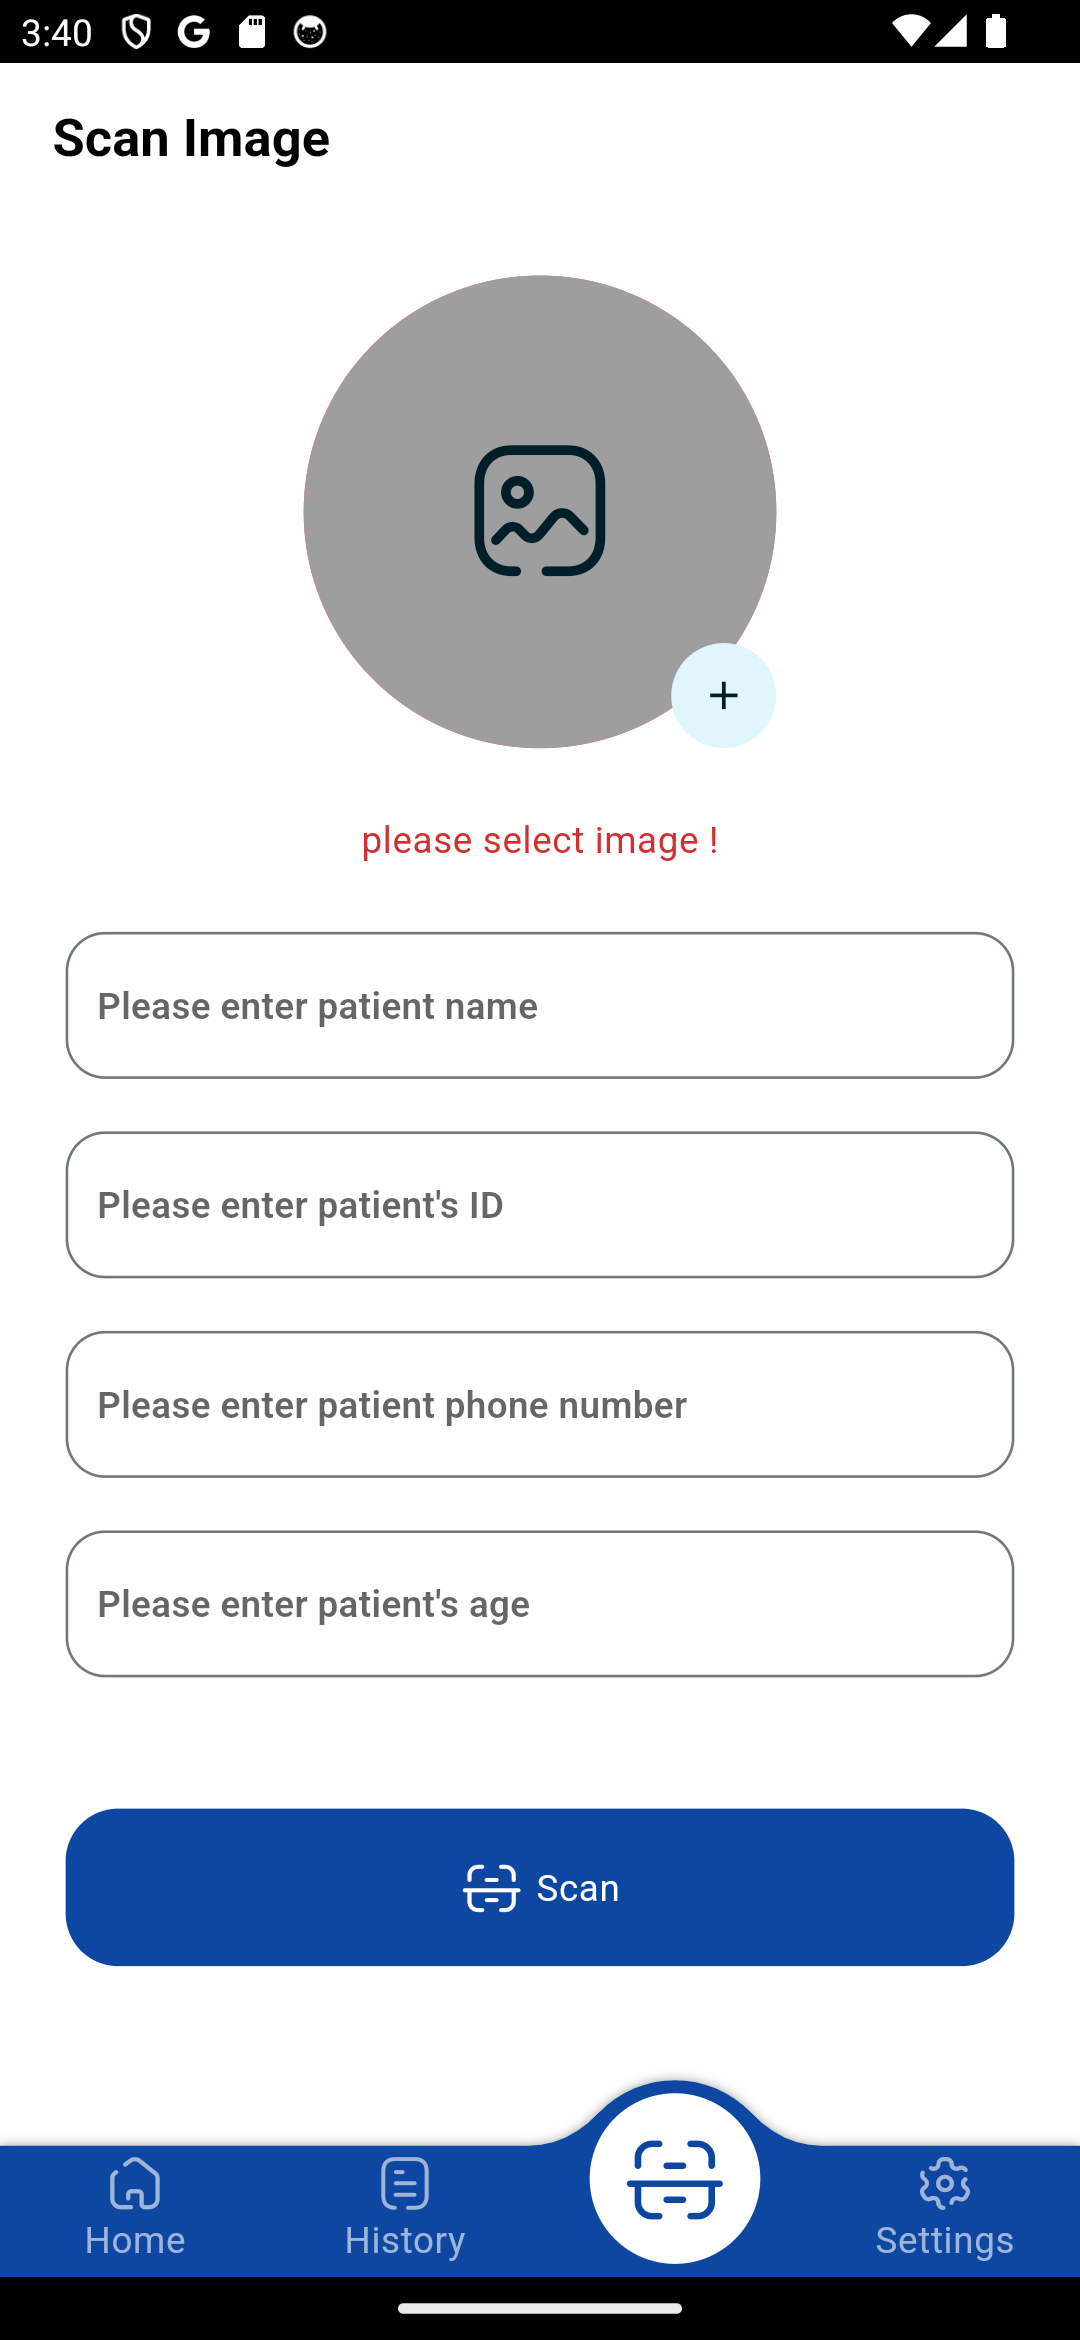 3:40
Scan Image
please select image !
Please enter patient name
Please enter patient's ID
Please enter patient phone number
Please enter patient's age
Scan
Home
History
Settings